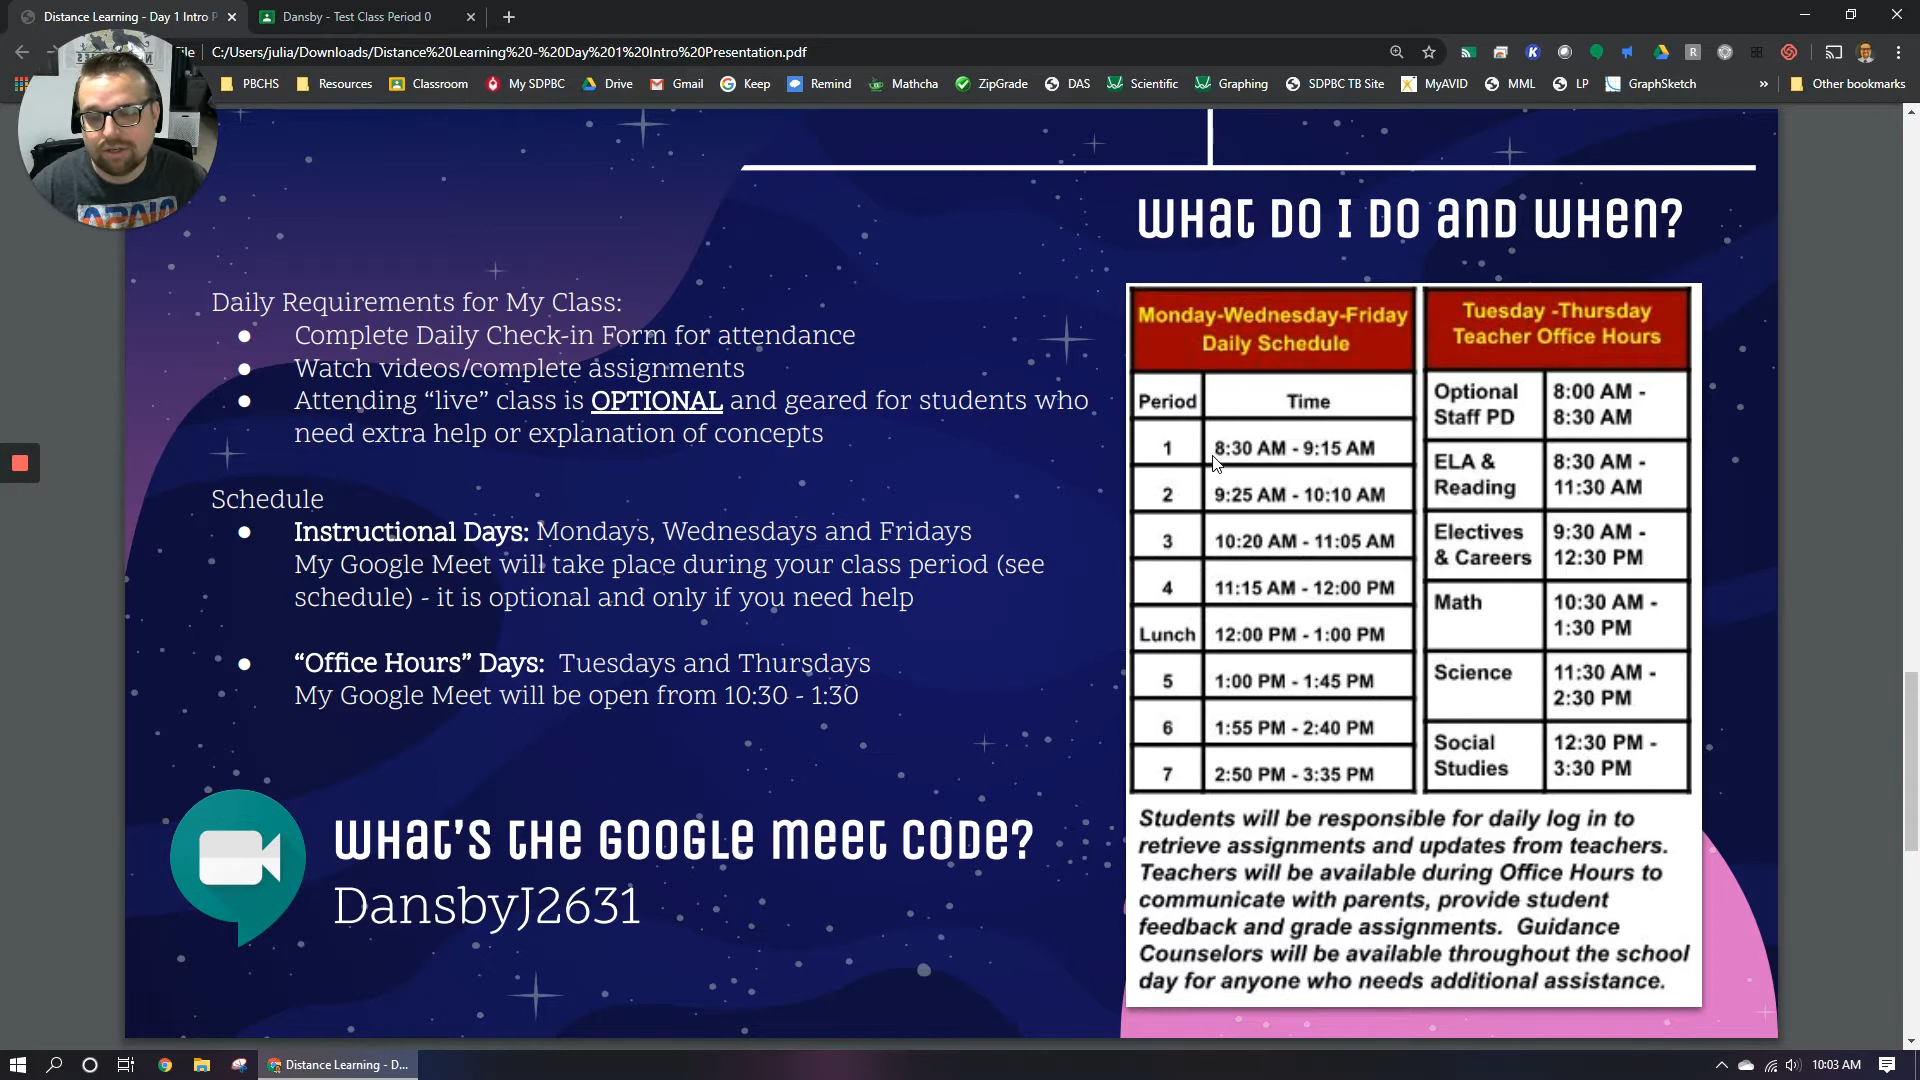 Distance Learning - Day 1 Intro P
Dansby - Test Class Period 0
File
C:/Users/julia/Downloads/Distance%20Learning%20-%20Day%201%20Intro%20Presentation.pdf
PBCHS Resources Classroom My SDPBC Drive Gmail Keep Remind Mathcha ZipGrade DAS Scientific Graphing SDPBC TB Site MyAVID MML LP GraphSketch » Other bookmarks
What do I do and when?
Daily Requirements for My Class:
● Complete Daily Check-in Form for attendance
● Watch videos/complete assignments
● Attending “live” class is OPTIONAL and geared for students who
need extra help or explanation of concepts
Schedule
● Instructional Days: Mondays, Wednesdays and Fridays
My Google Meet will take place during your class period (see
schedule) - it is optional and only if you need help
● “Office Hours” Days: Tuesdays and Thursdays
My Google Meet will be open from 10:30 - 1:30
What's the Google Meet Code?
DansbyJ2631
Monday-Wednesday-Friday
Daily Schedule
Period Time
1 8:30 AM - 9:15 AM
2 9:25 AM - 10:10 AM
3 10:20 AM - 11:05 AM
4 11:15 AM - 12:00 PM
Lunch 12:00 PM - 1:00 PM
5 1:00 PM - 1:45 PM
6 1:55 PM - 2:40 PM
7 2:50 PM - 3:35 PM
Tuesday -Thursday
Teacher Office Hours
Optional 8:00 AM -
Staff PD 8:30 AM
ELA & 8:30 AM -
Reading 11:30 AM
Electives 9:30 AM -
& Careers 12:30 PM
Math 10:30 AM -
1:30 PM
Science 11:30 AM -
2:30 PM
Social 12:30 PM -
Studies 3:30 PM
Students will be responsible for daily log in to
retrieve assignments and updates from teachers.
Teachers will be available during Office Hours to
communicate with parents, provide student
feedback and grade assignments. Guidance
Counselors will be available throughout the school
day for anyone who needs additional assistance.
Distance Learning - D...
10:03 AM